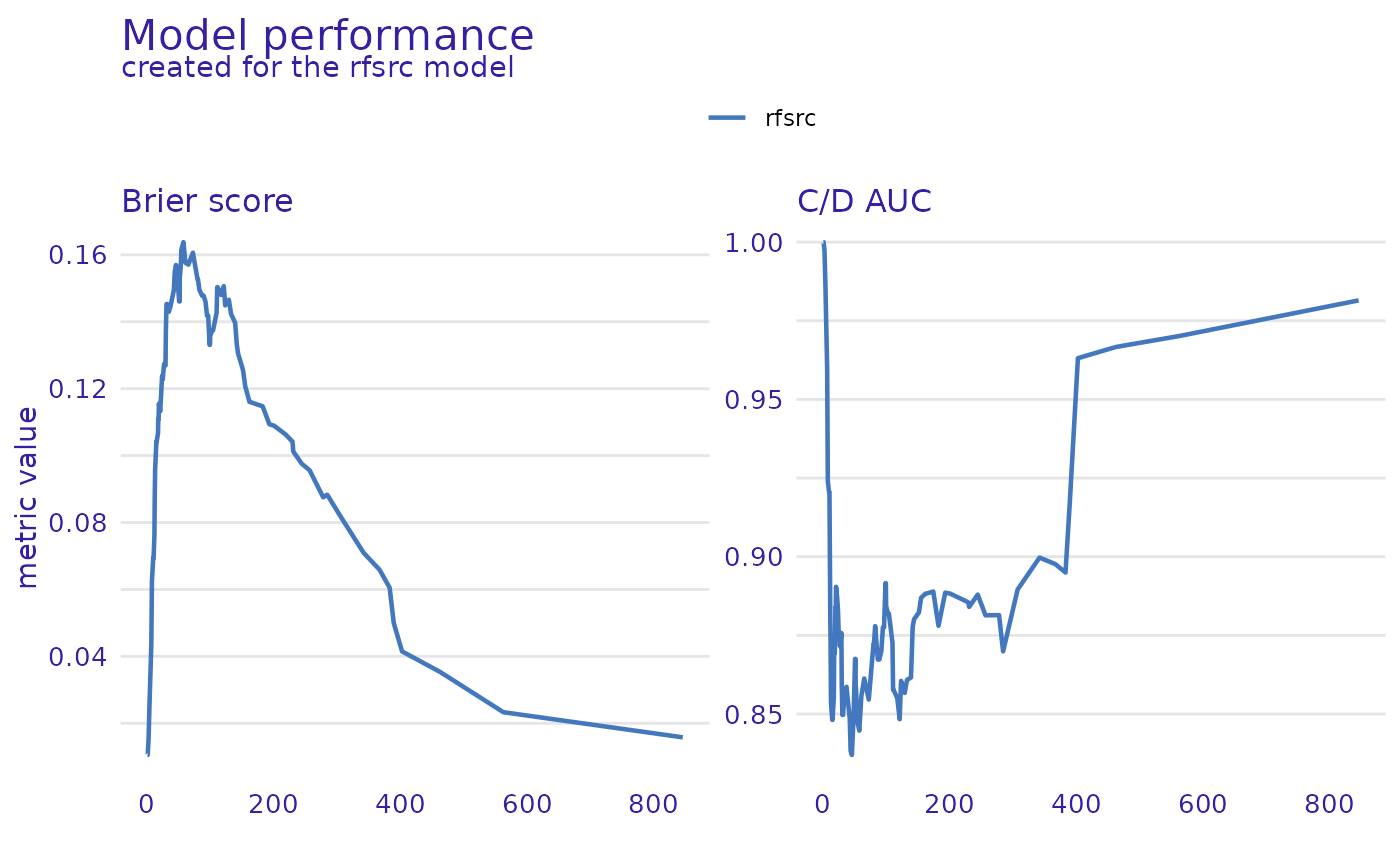 Model performance
created for the rfsrc model
rfsrc
Brier score
metric value
0.16
0.12
0.08
0.04
0 200 400 600 800
C/D AUC
1.00
0.95
0.90
0.85
0 200 400 600 800